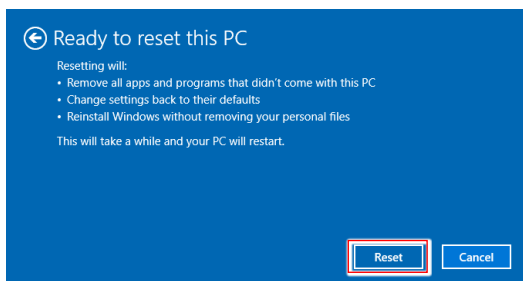 Ready to reset this PC
Resetting will:
• Remove all apps and programs that didn't come with this PC
• Change settings back to their defaults
• Reinstall Windows without removing your personal files
This will take a while and your PC will restart.
Reset
Cancel